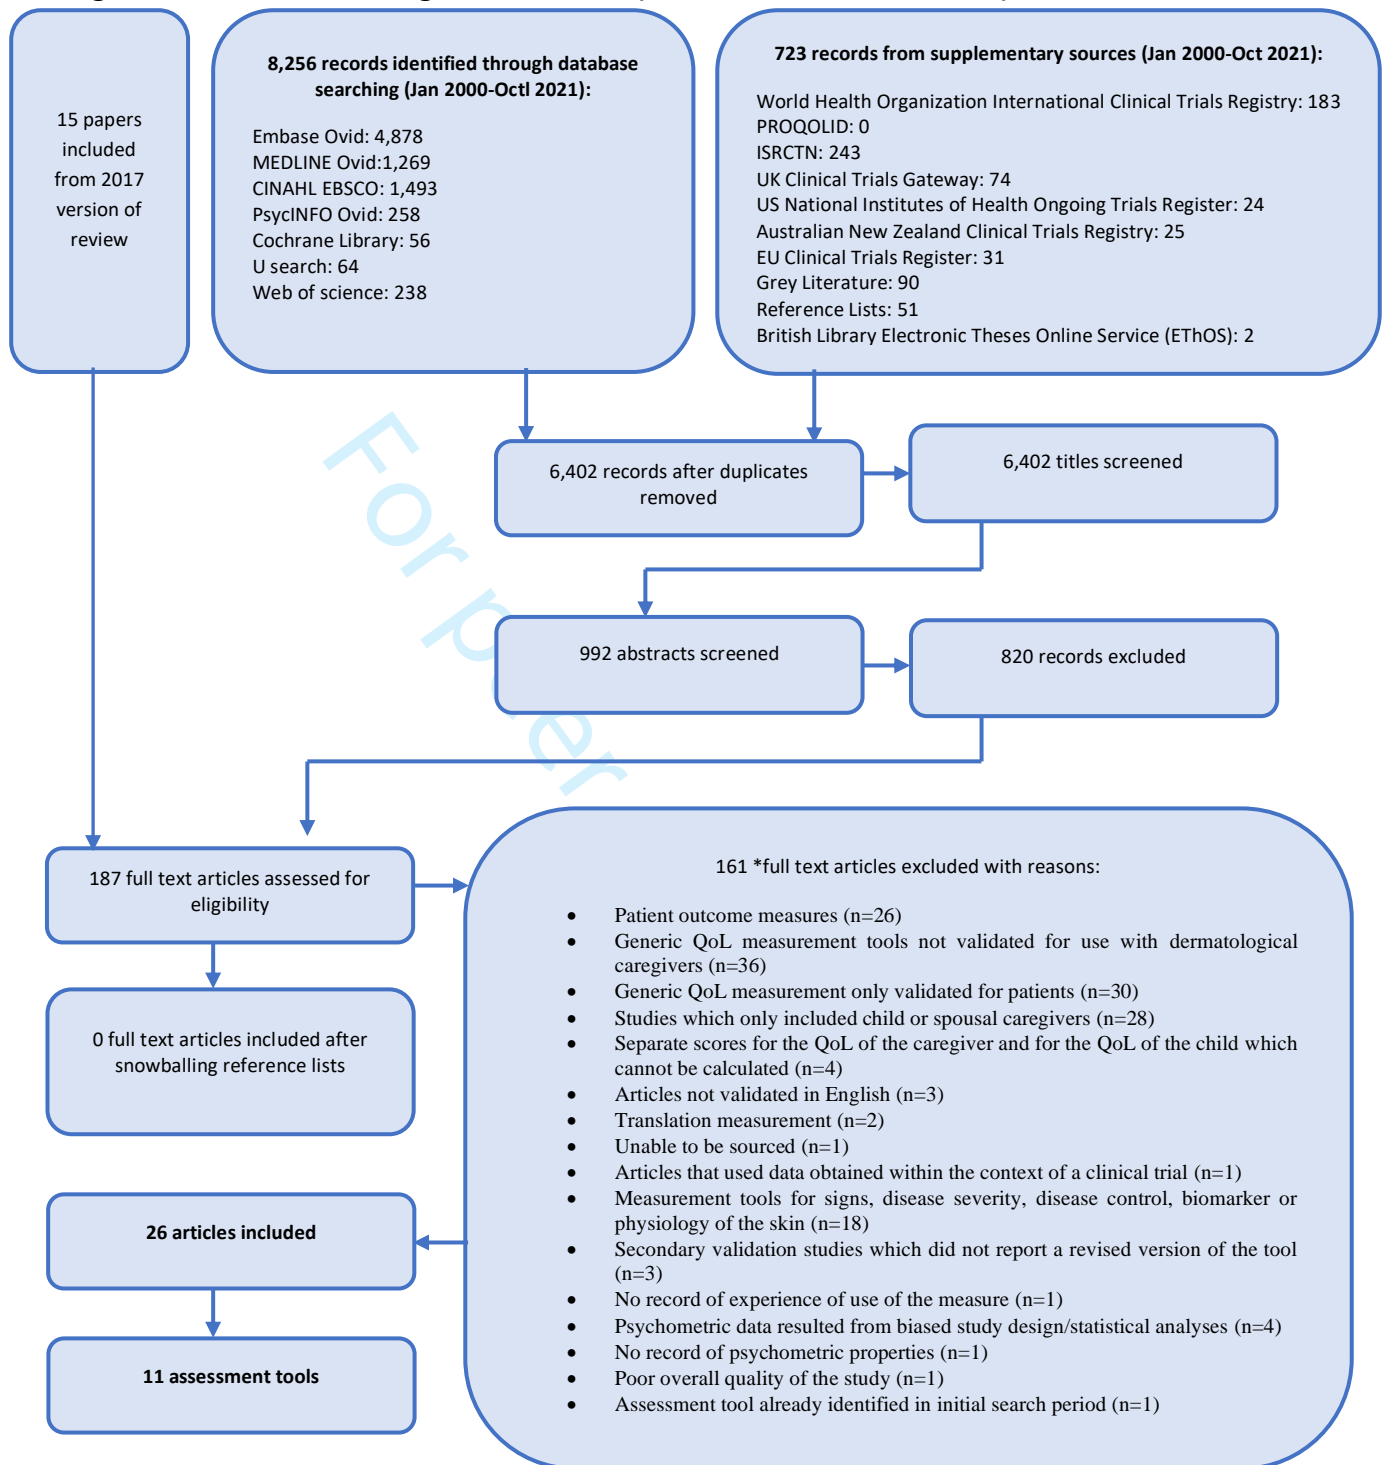 15 papers
included
from 2017
version of
review
8,256 records identified through database
searching (Jan 2000-Octl 2021):
Embase Ovid: 4,878
MEDLINE Ovid:1,269
CINAHL EBSCO: 1,493
PsycINFO Ovid: 258
Cochrane Library: 56
U search: 64
Web of science: 238
723 records from supplementary sources (Jan 2000-Oct 2021):
World Health Organization International Clinical Trials Registry: 183
PROQOLID: 0
ISRCTN: 243
UK Clinical Trials Gateway: 74
US National Institutes of Health Ongoing Trials Register: 24
Australian New Zealand Clinical Trials Registry: 25
EU Clinical Trials Register: 31
Grey Literature: 90
Reference Lists: 51
British Library Electronic Theses Online Service (EThOS): 2
6,402 records after duplicates
removed
6,402 titles screened
992 abstracts screened
820 records excluded
187 full text articles assessed for
eligibility
0 full text articles included after
snowballing reference lists
161 *full text articles excluded with reasons:
• Patient outcome measures (n=26)
• Generic QoL measurement tools not validated for use with dermatological
caregivers (n=36)
• Generic QoL measurement only validated for patients (n=30)
• Studies which only included child or spousal caregivers (n=28)
• Separate scores for the QoL of the caregiver and for the QoL of the child which
cannot be calculated (n=4)
• Articles not validated in English (n=3)
• Translation measurement (n=2)
• Unable to be sourced (n=1)
• Articles that used data obtained within the context of a clinical trial (n=1)
• Measurement tools for signs, disease severity, disease control, biomarker or
physiology of the skin (n=18)
• Secondary validation studies which did not report a revised version of the tool
(n=3)
• No record of experience of use of the measure (n=1)
• Psychometric data resulted from biased study design/statistical analyses (n=4)
• No record of psychometric properties (n=1)
• Poor overall quality of the study (n=1)
• Assessment tool already identified in initial search period (n=1)
26 articles included
11 assessment tools
For peer